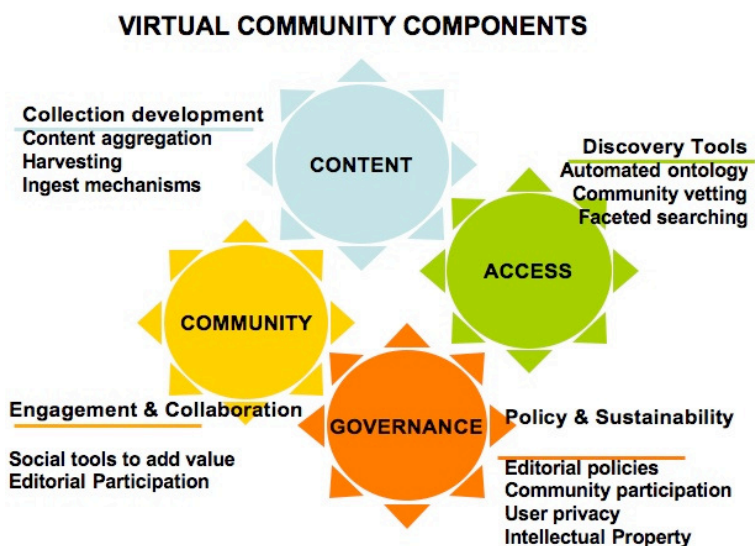 VIRTUAL COMMUNITY COMPONENTS
Collection development
Content aggregation
Harvesting
Ingest mechanisms
CONTENT
Discovery Tools
Automated ontology
Community vetting
Faceted searching
ACCESS
COMMUNITY
Engagement & Collaboration
Social tools to add value
Editorial Participation
GOVERNANCE
Policy & Sustainability
Editorial policies
Community participation
User privacy
Intellectual Property